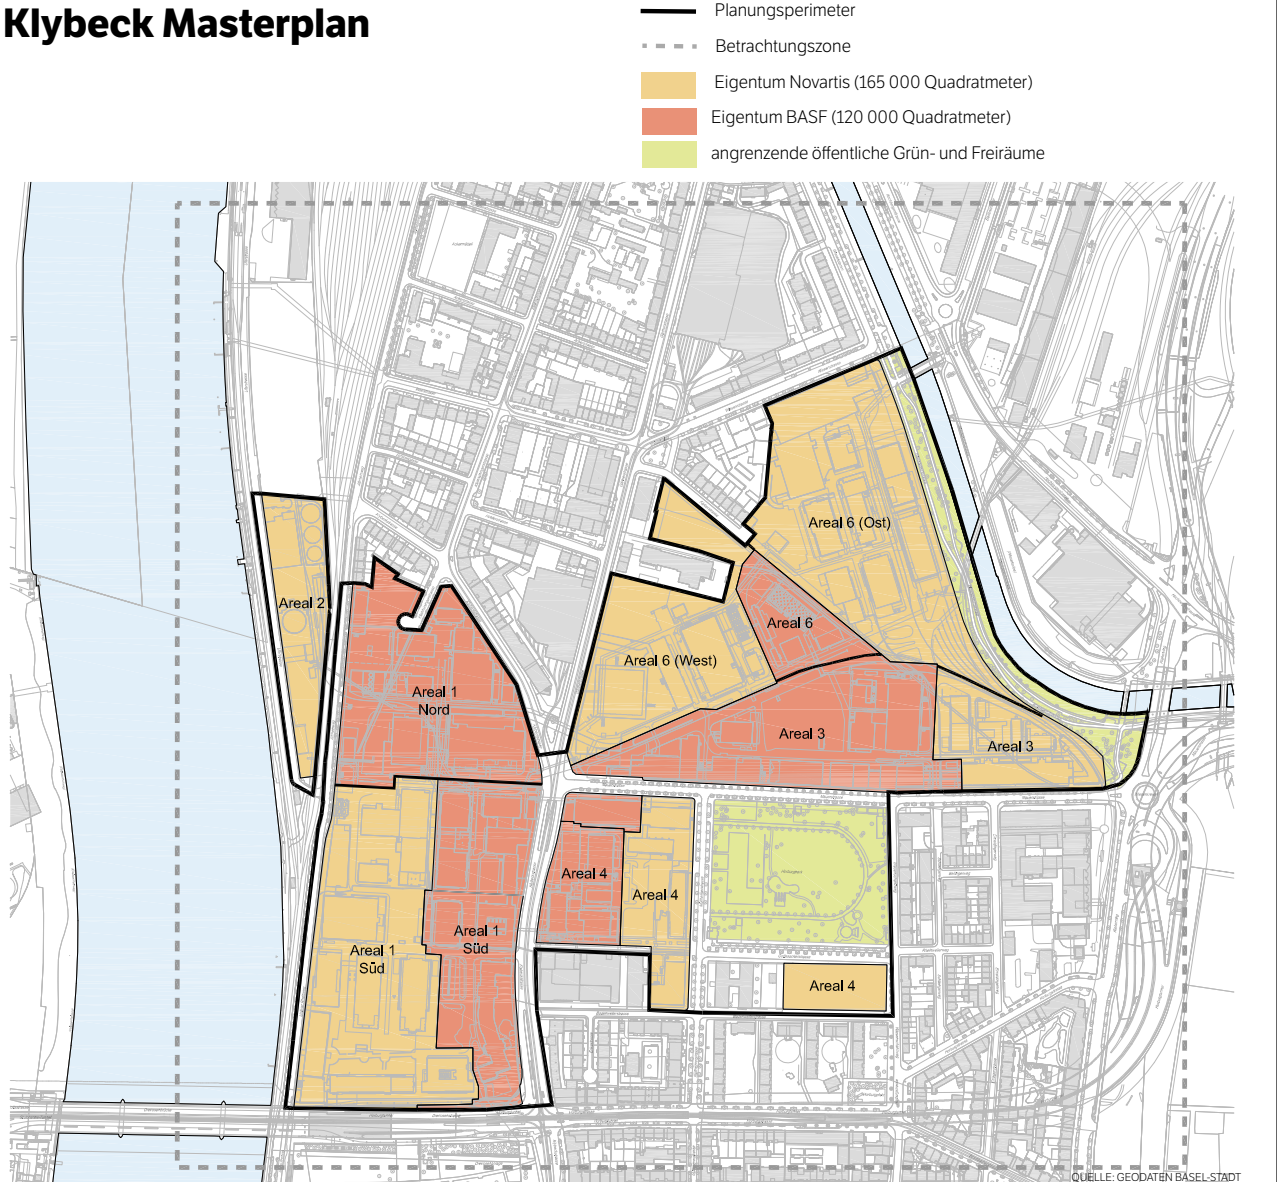 Klybeck Masterplan
Planungsperimeter
Betrachtungszone
Eigentum Novartis (165 000 Quadratmeter)
Eigentum BASF (120 000 Quadratmeter)
angrenzende öffentliche Grün- und Freiräume
Areal 6 (Ost)
Areal 2
Areal 6
Areal 6 (West)
Areal 1
Nord
Areal 3
Areal 3
Areal 4
Areal 4
Areal 1
Süd
Areal 1
Süd
Areal 4
QUELLE: GEODATEN BASEL-STADT